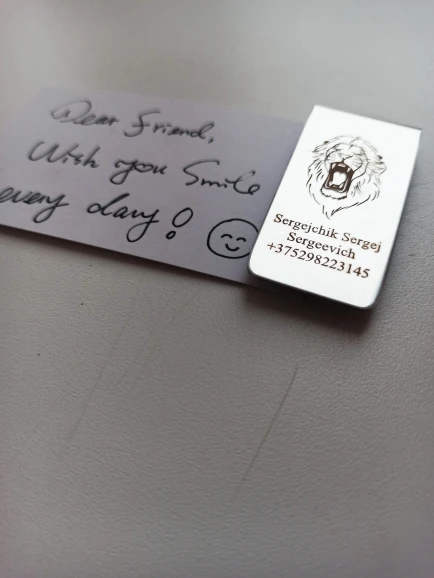 Dear Friend,
Wish you Smile
every day!
Sergejchik Sergej
Sergeevich
+375298223145